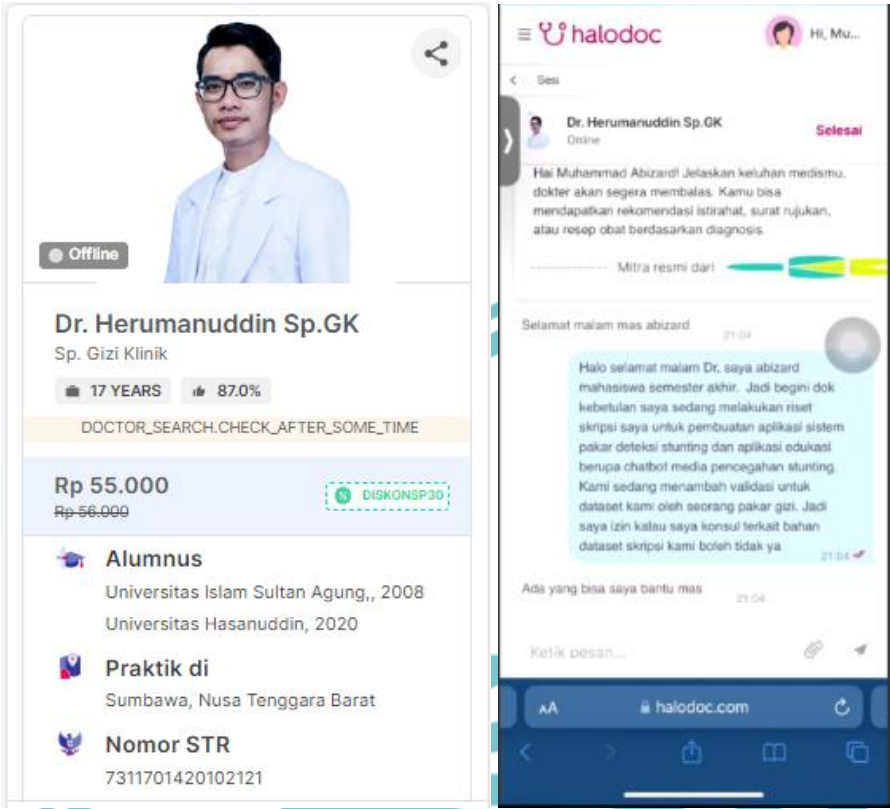 Offline
Dr. Herumanuddin Sp.GK
Sp. Gizi Klinik
17 YEARS 87.0%
DOCTOR_SEARCH.CHECK_AFTER_SOME_TIME
Rp 55.000
Rp 56.000
DISKONSP30
Alumnus
Universitas Islam Sultan Agung,, 2008
Universitas Hasanuddin, 2020
Praktik di
Sumbawa, Nusa Tenggara Barat
Nomor STR
7311701420102121
halodoc
Hi, Mu...
Sesi
Dr. Herumanuddin Sp.GK
Online
Selesai
Hai Muhammad Abizard! Jelaskan keluhan medismu,
dokter akan segera membalas. Kamu bisa
mendapatkan rekomendasi istirahat, surat rujukan,
atau resep obat berdasarkan diagnosis.
Mitra resmi dari
Selamat malam mas abizard
21:04
Halo selamat malam Dr, saya abizard
mahasiswa semester akhir. Jadi begini dok
kebetulan saya sedang melakukan riset
skripsi saya untuk pembuatan aplikasi sistem
pakar deteksi stunting dan aplikasi edukasi
berupa chatbot media pencegahan stunting.
Kami sedang menambah validasi untuk
dataset kami oleh seorang pakar gizi. Jadi
saya izin kalau saya konsul terkait bahan
dataset skripsi kami boleh tidak ya
21:04
Ada yang bisa saya bantu mas
21:04
Ketik pesan...
AA
halodoc.com